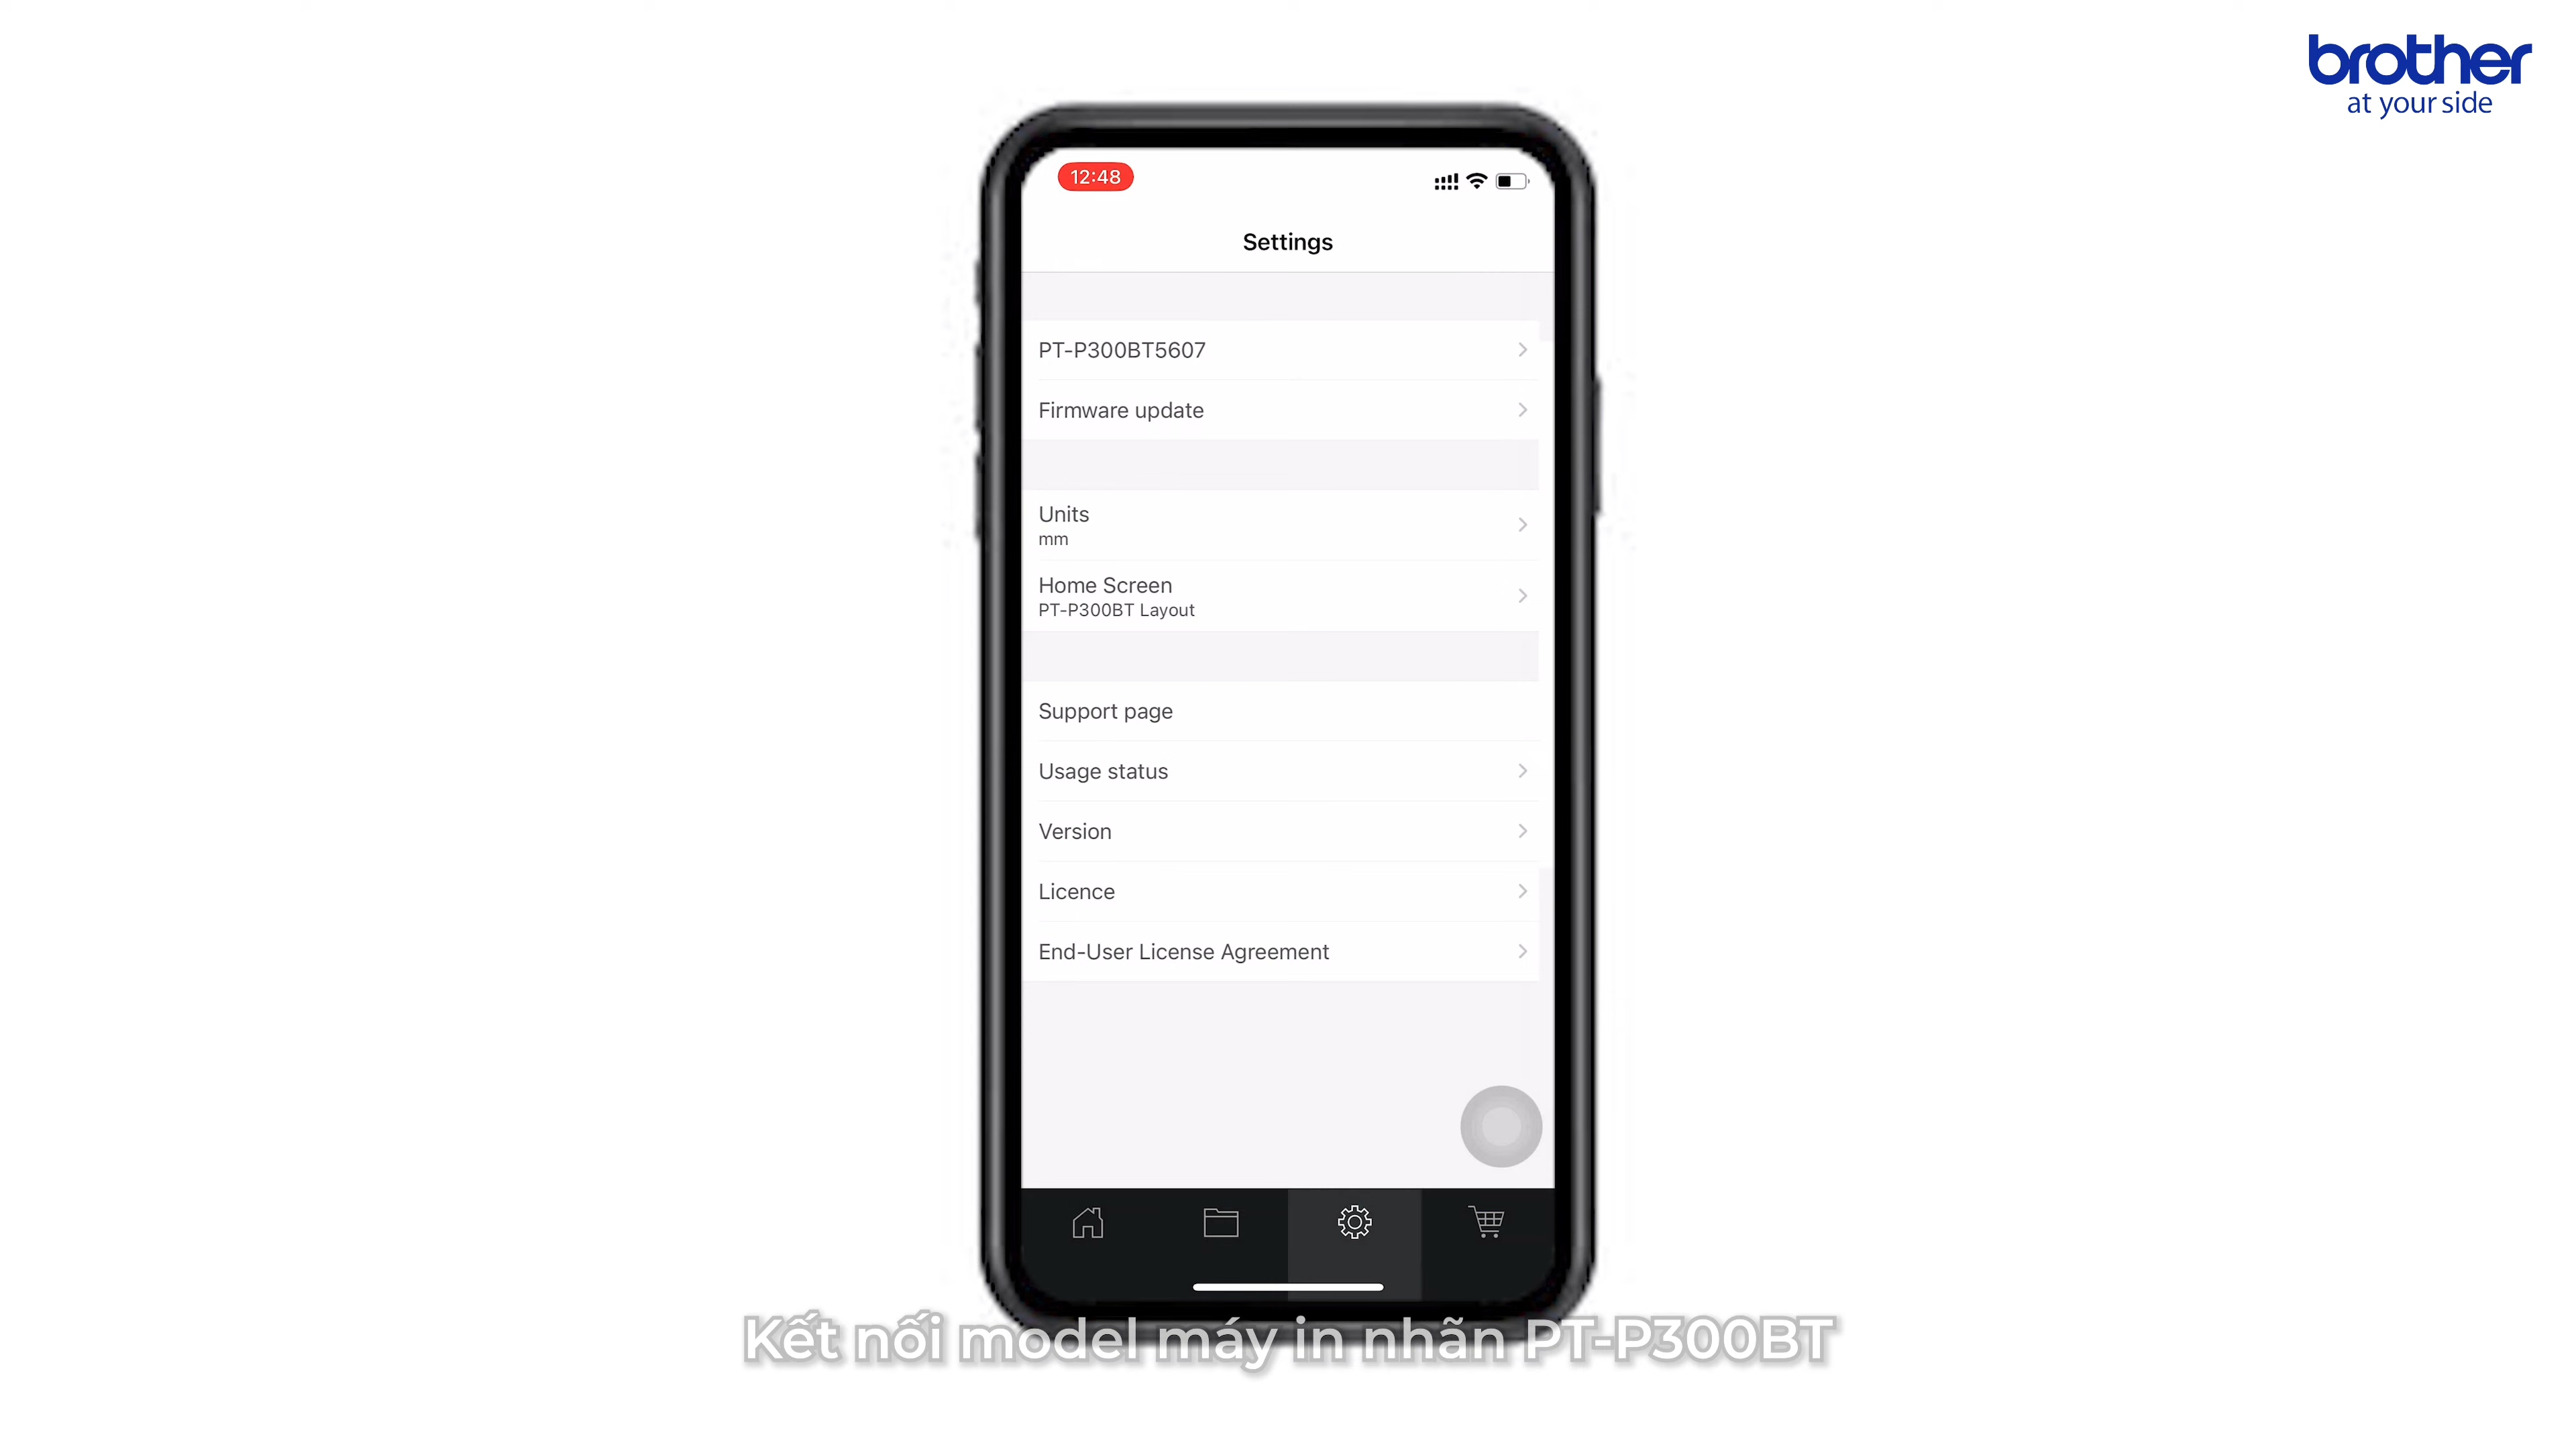 brother
at your side
12:48
Settings
PT-P300BT5607
Firmware update
Units
mm
Home Screen
PT-P300BT Layout
Support page
Usage status
Version
Licence
End-User License Agreement
Kết nối model máy in nhãn PT-P300BT